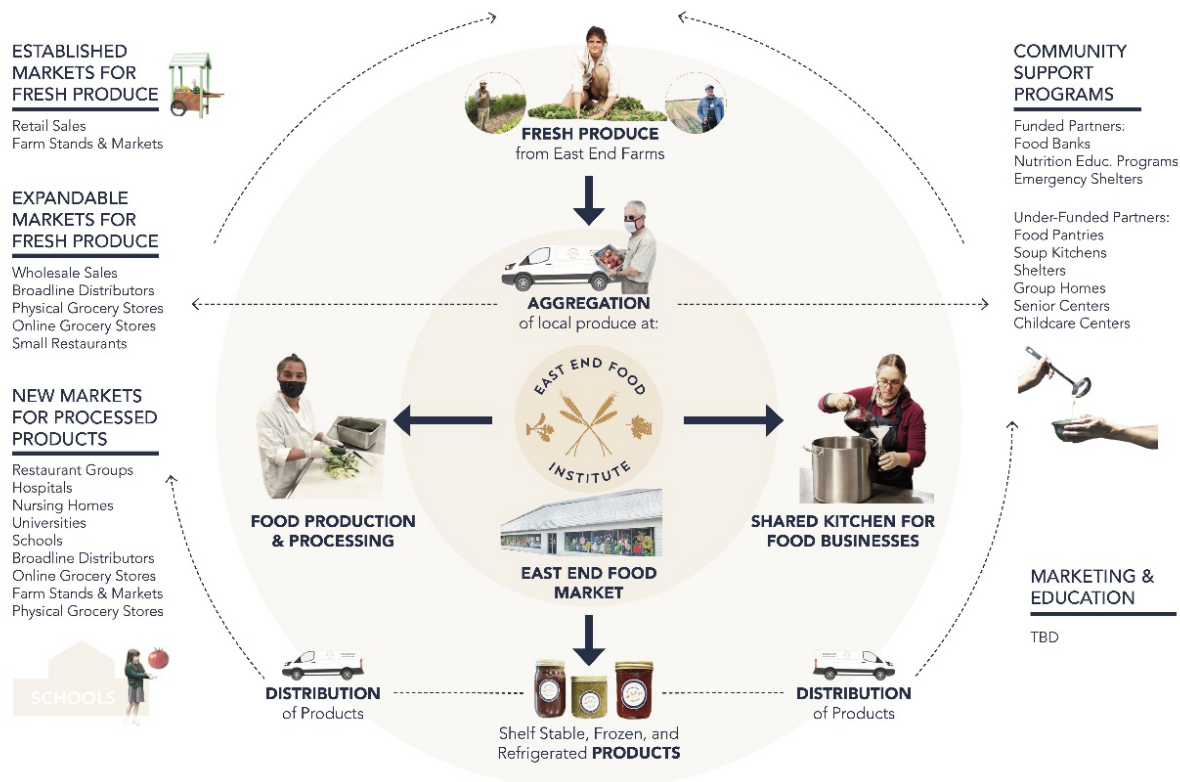 ESTABLISHED
MARKETS FOR
FRESH PRODUCE
Retail Sales
Farm Stands & Markets
EXPANDABLE
MARKETS FOR
FRESH PRODUCE
Wholesale Sales
Broadline Distributors
Physical Grocery Stores
Online Grocery Stores
Small Restaurants
NEW MARKETS
FOR PROCESSED
PRODUCTS
Restaurant Groups
Hospitals
Nursing Homes
Universities
Schools
Broadline Distributors
Online Grocery Stores
Farm Stands & Markets
Physical Grocery Stores
SCHOOLS
FRESH PRODUCE
from East End Farms
AGGREGATION
of local produce at:
EAST END FOOD
INSTITUTE
FOOD PRODUCTION
& PROCESSING
SHARED KITCHEN FOR
FOOD BUSINESSES
EAST END FOOD
MARKET
DISTRIBUTION
of Products
Shelf Stable, Frozen, and
Refrigerated PRODUCTS
DISTRIBUTION
of Products
COMMUNITY
SUPPORT
PROGRAMS
Funded Partners:
Food Banks
Nutrition Educ. Programs
Emergency Shelters
Under-Funded Partners:
Food Pantries
Soup Kitchens
Shelters
Group Homes
Senior Centers
Childcare Centers
MARKETING &
EDUCATION
TBD